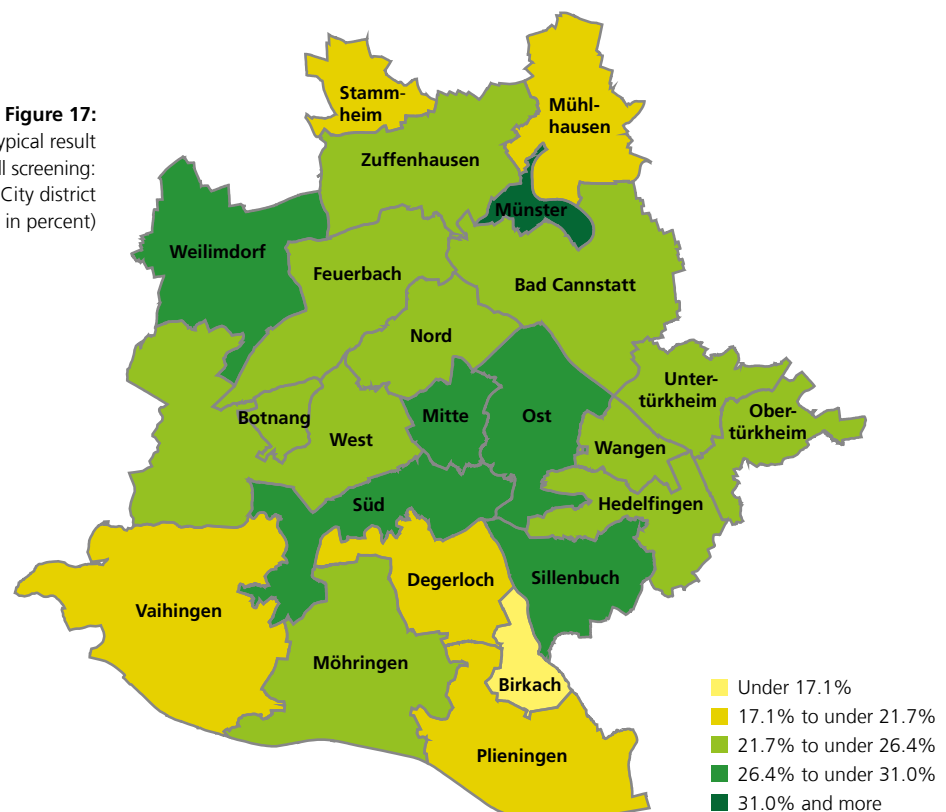 Figure 17:
ypical result
ll screening:
City district
in percent)
Stamm-
heim
Mühl-
hausen
Zuffenhausen
Münster
Weilimdorf
Feuerbach
Bad Cannstatt
Nord
Unter-
türkheim
Ober-
türkheim
Botnang
West
Mitte
Ost
Wangen
Süd
Hedelfingen
Degerloch
Sillenbuch
Vaihingen
Möhringen
Birkach
Plieningen
Under 17.1%
17.1% to under 21.7%
21.7% to under 26.4%
26.4% to under 31.0%
31.0% and more